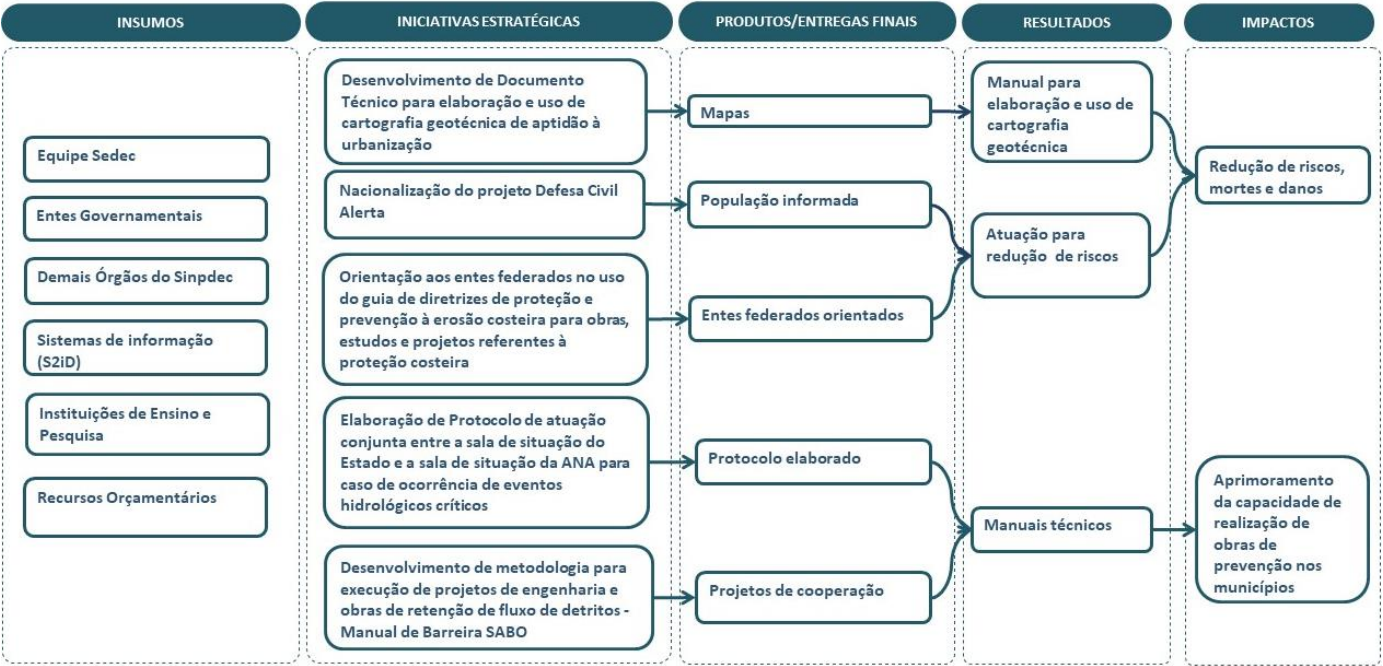 INSUMOS
INICIATIVAS ESTRATÉGICAS
PRODUTOS/ENTREGAS FINAIS
RESULTADOS
IMPACTOS
Equipe Sedec
Entes Governamentais
Demais Órgãos do Sinpdec
Sistemas de informação
(S2iD)
Instituições de Ensino e
Pesquisa
Recursos Orçamentários
Desenvolvimento de Documento
Técnico para elaboração e uso de
cartografia geotécnica de aptidão à
urbanização
Nacionalização do projeto Defesa Civil
Alerta
Orientação aos entes federados no uso
do guia de diretrizes de proteção e
prevenção à erosão costeira para obras,
estudos e projetos referentes à
proteção costeira
Elaboração de Protocolo de atuação
conjunta entre a sala de situação do
Estado e a sala de situação da ANA para
caso de ocorrência de eventos
hidrológicos críticos
Desenvolvimento de metodologia para
execução de projetos de engenharia e
obras de retenção de fluxo de detritos -
Manual de Barreira SABO
Mapas
População informada
Entes federados orientados
Protocolo elaborado
Projetos de cooperação
Manual para
elaboração e uso de
cartografia
geotécnica
Atuação para
redução de riscos
Manuais técnicos
Redução de riscos,
mortes e danos
Aprimoramento
da capacidade de
realização de
obras de
prevenção nos
municípios